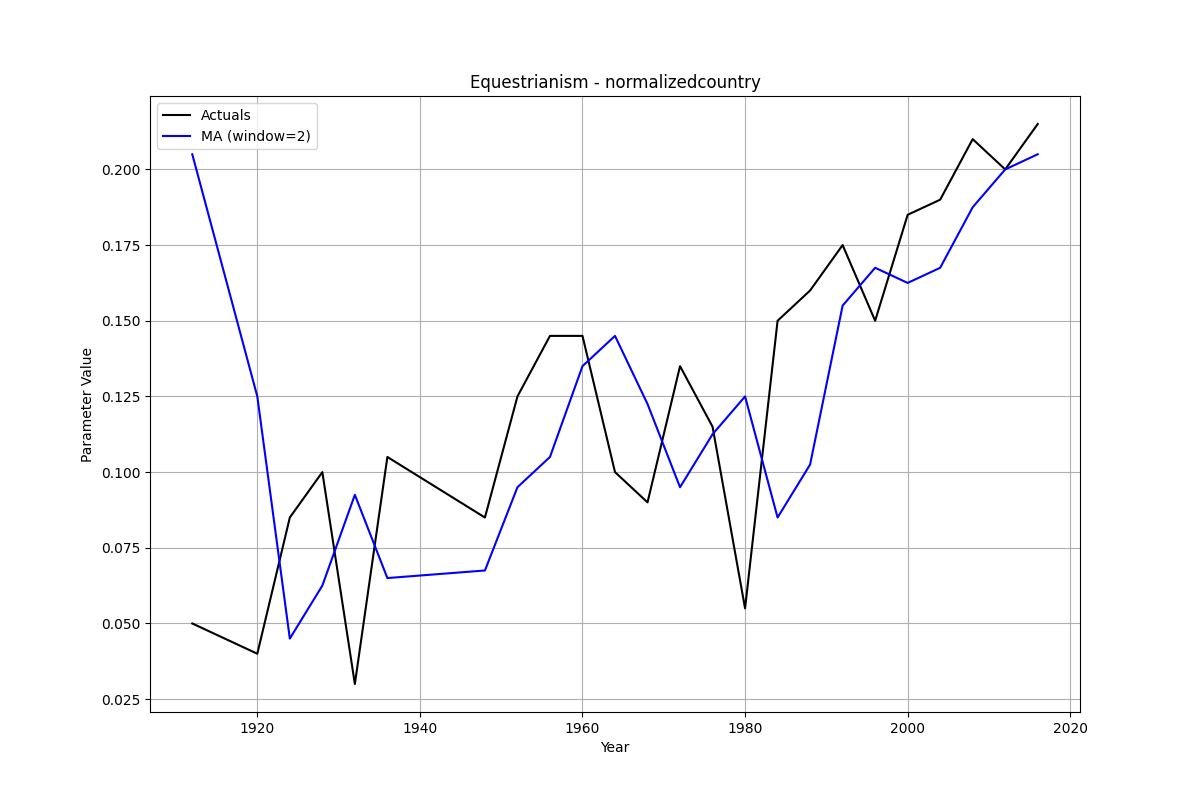 Equestrianism - normalizedcountry
Actuals
MA (window=2)
Parameter Value
0.200
0.175
0.150
0.125
0.100
0.075
0.050
0.025
1920 1940 1960 1980 2000 2020
Year